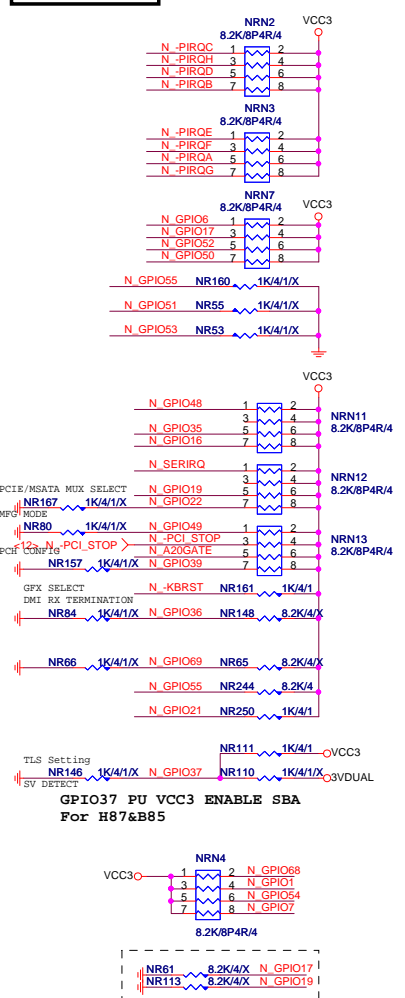 NRN2 VCC3
8.2K/8P4R/4
N_-PIRQC 1 2
N_-PIRQH 3 4
N_-PIRQD 5 6
N_-PIRQB 7 8
NRN3
8.2K/8P4R/4
N_-PIRQE 1 2
N_-PIRQF 3 4
N_-PIRQA 5 6
N_-PIRQG 7 8
NRN7 VCC3
8.2K/8P4R/4
N_GPIO6 1 2
N_GPIO17 3 4
N_GPIO52 5 6
N_GPIO50 7 8
N_GPIO55 NR160 1K/4/1/X
N_GPIO51 NR55 1K/4/1/X
N_GPIO53 NR53 1K/4/1/X
VCC3
N_GPIO48 1 2
3 4 NRN11
N_GPIO35 5 6 8.2K/8P4R/4
N_GPIO16 7 8
N_SERIRQ 1 2
3 4 NRN12
PCIE/MSATA MUX SELECT N_GPIO19 5 6 8.2K/8P4R/4
NR167 1K/4/1/X N_GPIO22 7 8
MFG MODE
NR80 1K/4/1/X N_GPIO49 1 2
<12> N_-PCI_STOP N_-PCI_STOP 3 4 NRN13
PCH CONFIG N_A20GATE 5 6 8.2K/8P4R/4
NR157 1K/4/1/X N_GPIO39 7 8
GFX SELECT N_-KBRST NR161 1K/4/1
DMI RX TERMINATION
NR84 1K/4/1/X N_GPIO36 NR148 8.2K/4/X
NR66 1K/4/1/X N_GPIO69 NR65 8.2K/4/X
N_GPIO55 NR244 8.2K/4
N_GPIO21 NR250 1K/4/1
NR111 1K/4/1 VCC3
TLS Setting
NR146 1K/4/1/X N_GPIO37 NR110 1K/4/1/X 3VDUAL
SV DETECT
GPIO37 PU VCC3 ENABLE SBA
For H87&B85
NRN4
VCC3 1 2 N_GPIO68
3 4 N_GPIO1
5 6 N_GPIO54
7 8 N_GPIO7
8.2K/8P4R/4
NR61 8.2K/4/X N_GPIO17
NR113 8.2K/4/X N_GPIO19